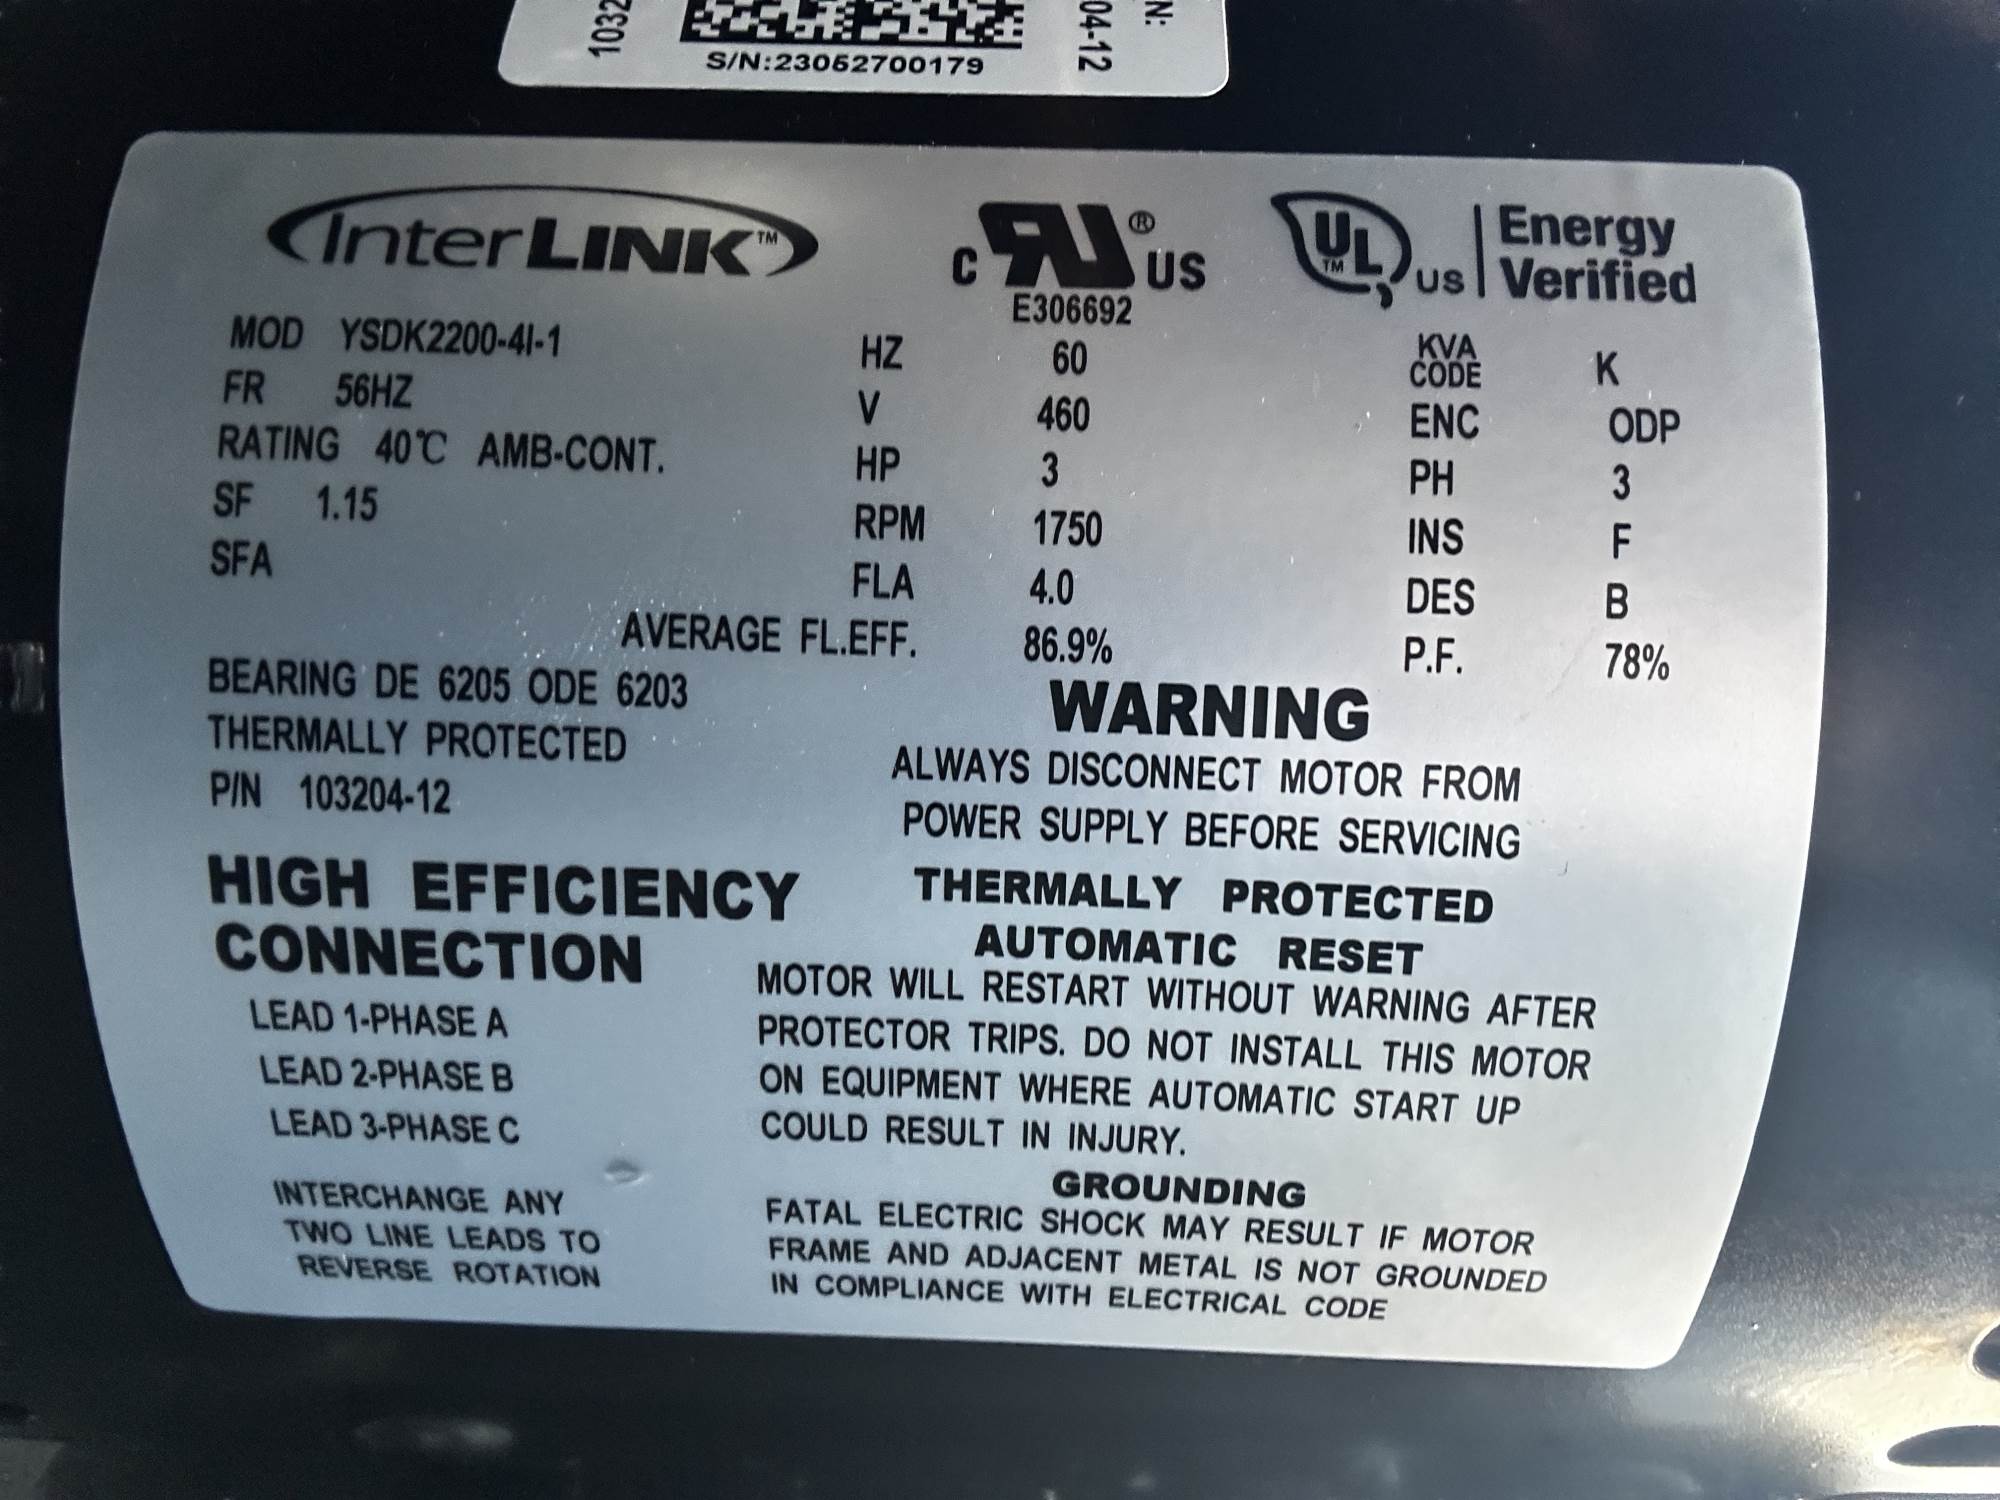 1032
S/N:23052700179
04-12
N:
InterLINK™
C RU® US
E306692
UL™ US Energy
Verified
MOD YSDK2200-4I-1
FR 56HZ
RATING 40℃ AMB-CONT.
SF 1.15
SFA
HZ 60
V 460
HP 3
RPM 1750
FLA 4.0
AVERAGE FL.EFF. 86.9%
KVA
CODE K
ENC ODP
PH 3
INS F
DES B
P.F. 78%
BEARING DE 6205 ODE 6203
THERMALLY PROTECTED
P/N 103204-12
HIGH EFFICIENCY
CONNECTION
LEAD 1-PHASE A
LEAD 2-PHASE B
LEAD 3-PHASE C
INTERCHANGE ANY
TWO LINE LEADS TO
REVERSE ROTATION
WARNING
ALWAYS DISCONNECT MOTOR FROM
POWER SUPPLY BEFORE SERVICING
THERMALLY PROTECTED
AUTOMATIC RESET
MOTOR WILL RESTART WITHOUT WARNING AFTER
PROTECTOR TRIPS. DO NOT INSTALL THIS MOTOR
ON EQUIPMENT WHERE AUTOMATIC START UP
COULD RESULT IN INJURY.
GROUNDING
FATAL ELECTRIC SHOCK MAY RESULT IF MOTOR
FRAME AND ADJACENT METAL IS NOT GROUNDED
IN COMPLIANCE WITH ELECTRICAL CODE